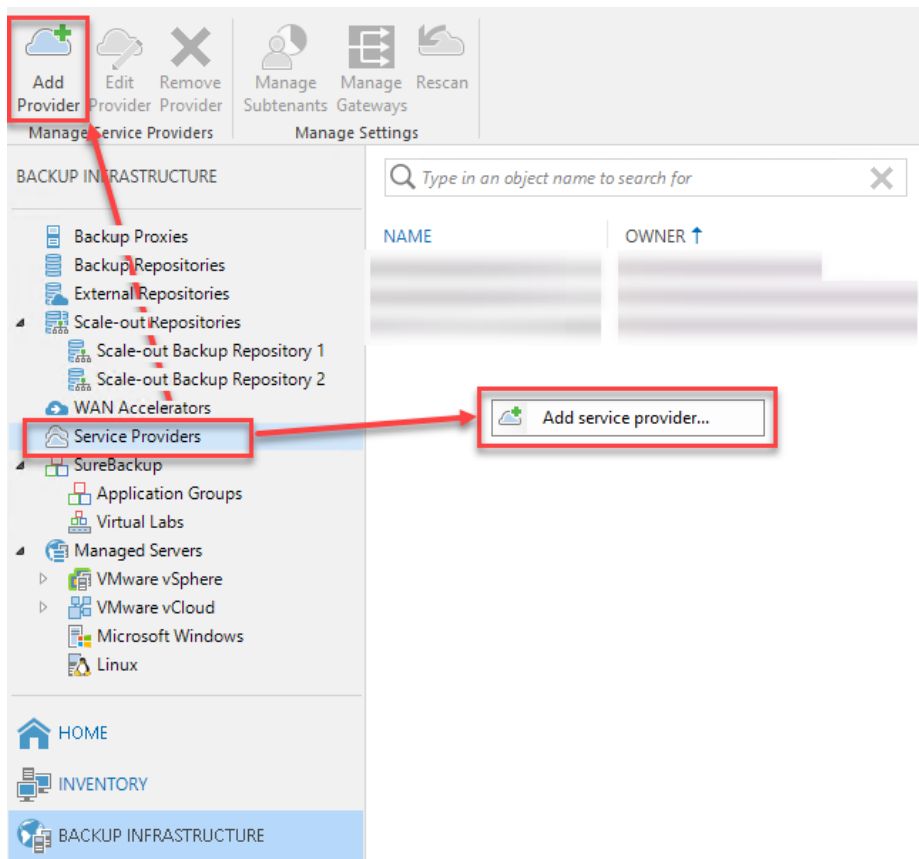 Add Provider
Edit Provider
Remove Provider
Manage Subtenants
Manage Gateways
Rescan
Manage Service Providers
Manage Settings
BACKUP INFRASTRUCTURE
Type in an object name to search for
NAME
OWNER
Backup Proxies
Backup Repositories
External Repositories
Scale-out Repositories
Scale-out Backup Repository 1
Scale-out Backup Repository 2
WAN Accelerators
Service Providers
Add service provider...
SureBackup
Application Groups
Virtual Labs
Managed Servers
VMware vSphere
VMware vCloud
Microsoft Windows
Linux
HOME
INVENTORY
BACKUP INFRASTRUCTURE